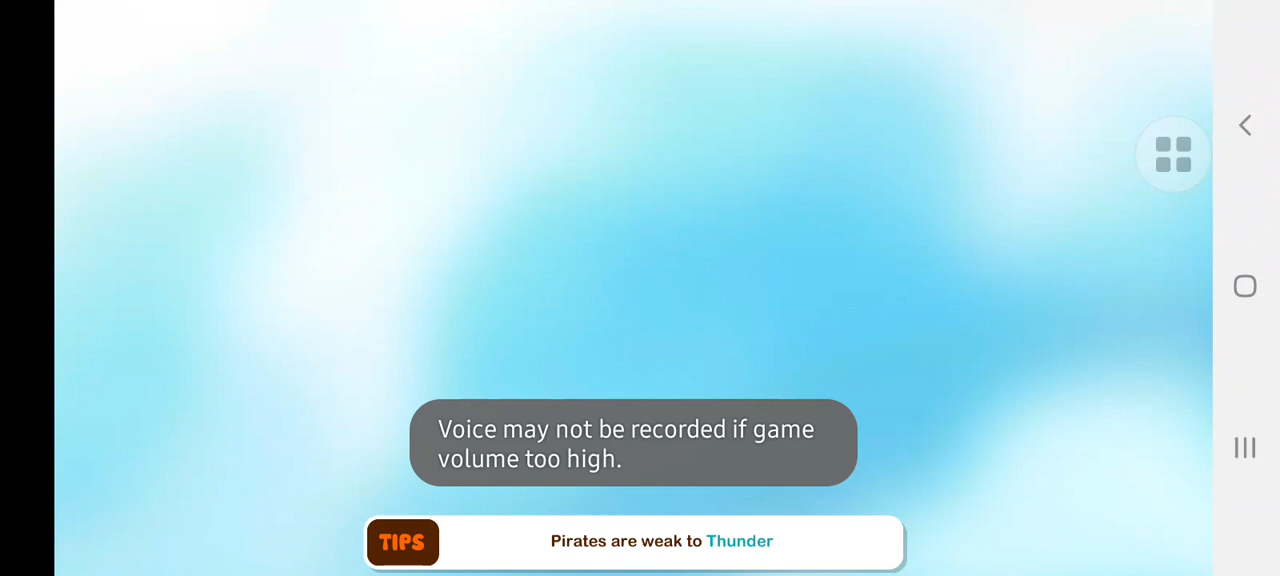 Voice may not be recorded if game
volume too high.
TIPS
Pirates are weak to Thunder